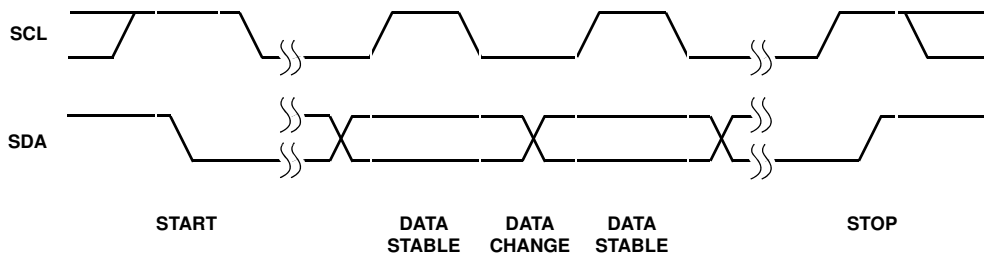 SCL
SDA
START
DATA
STABLE
DATA
CHANGE
DATA
STABLE
STOP